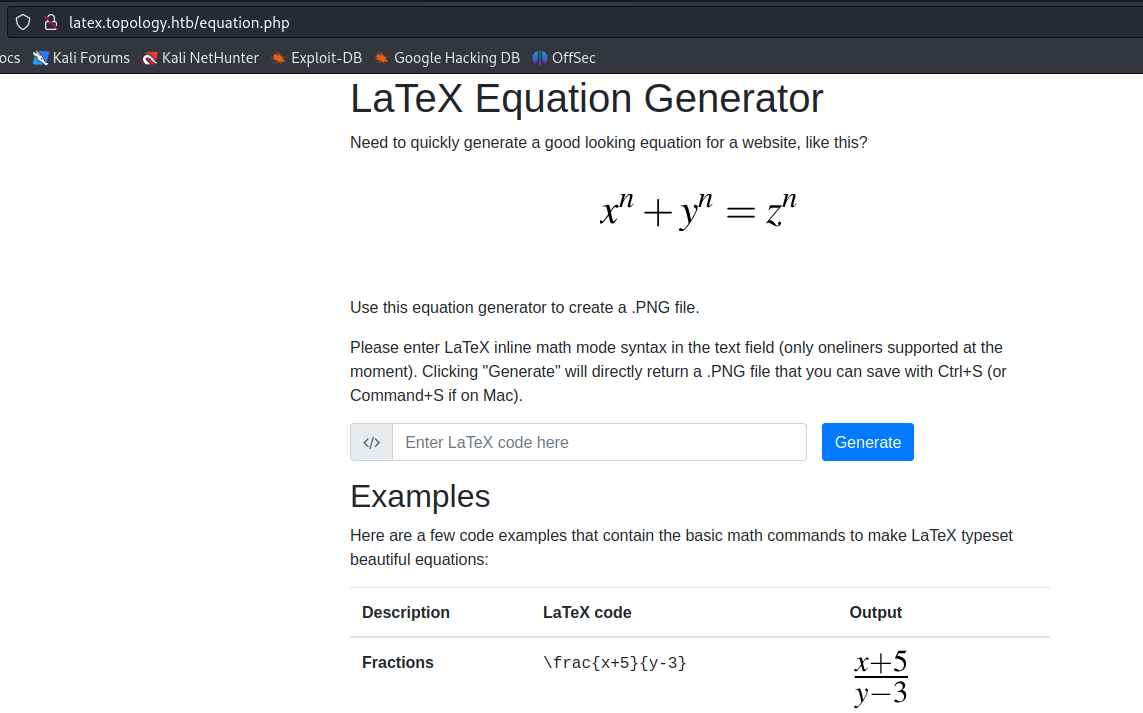 latex.topology.htb/equation.php
ocs Kali Forums Kali NetHunter Exploit-DB Google Hacking DB OffSec
LaTeX Equation Generator
Need to quickly generate a good looking equation for a website, like this?
xⁿ + yⁿ = zⁿ
Use this equation generator to create a .PNG file.
Please enter LaTeX inline math mode syntax in the text field (only oneliners supported at the
moment). Clicking "Generate" will directly return a .PNG file that you can save with Ctrl+S (or
Command+S if on Mac).
</> Enter LaTeX code here Generate
Examples
Here are a few code examples that contain the basic math commands to make LaTeX typeset
beautiful equations:
Description LaTeX code Output
Fractions \frac{x+5}{y-3} x+5
y−3